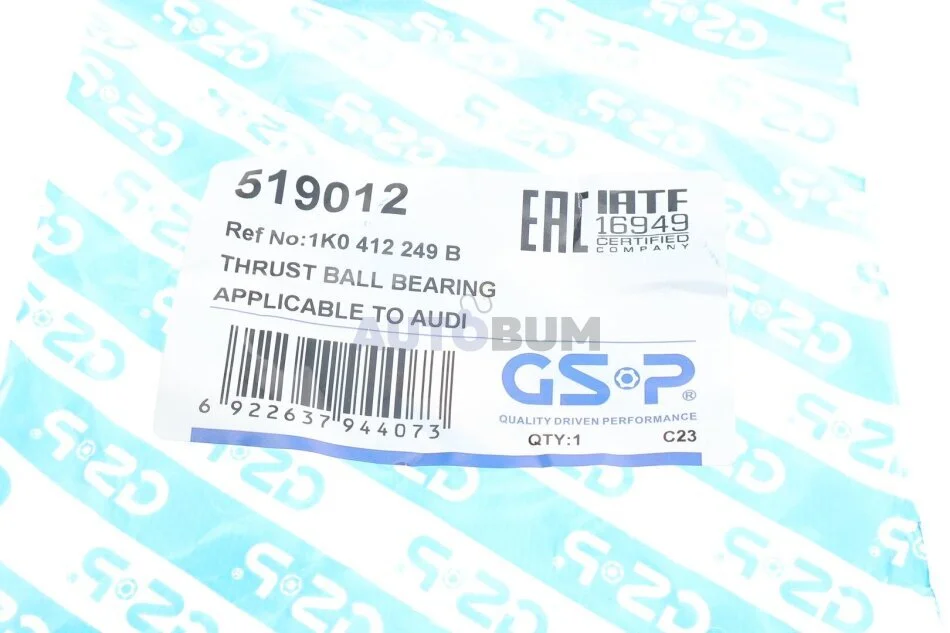 519012
Ref No:1K0 412 249 B
THRUST BALL BEARING
APPLICABLE TO AUDI
6 922637 944073
EAC
IATF
16949
CERTIFIED
COMPANY
AUTOBUM
GSP®
QUALITY DRIVEN PERFORMANCE
QTY:1 C23